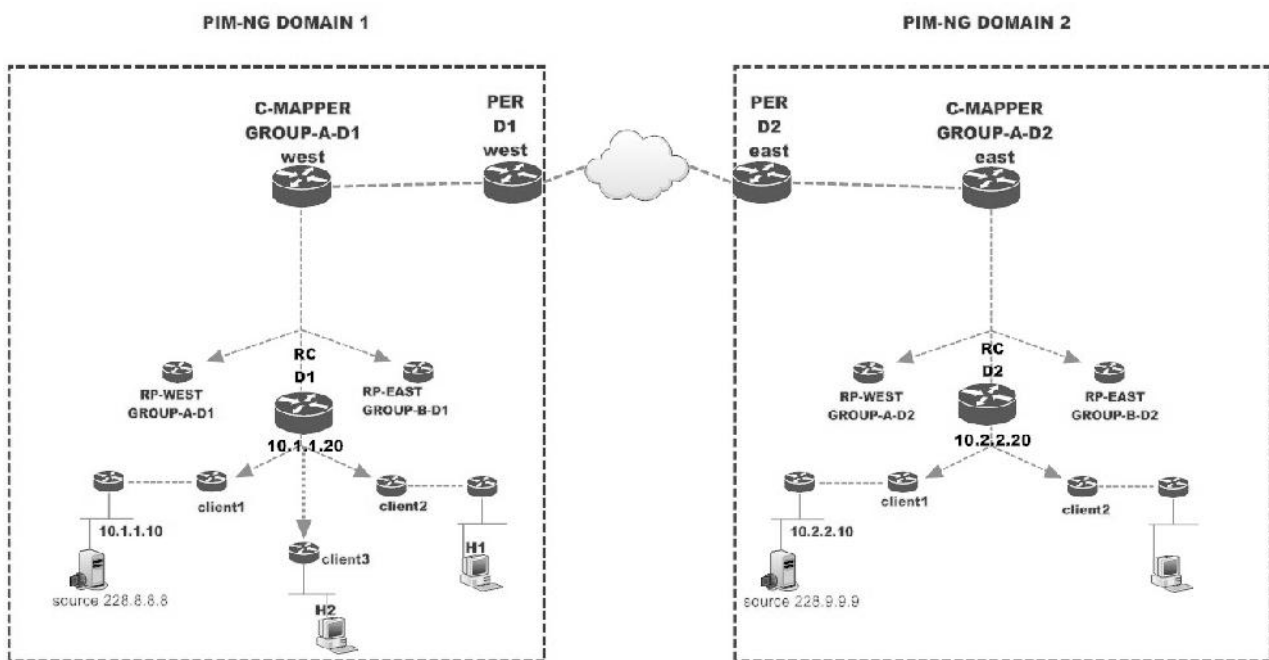 PIM-NG DOMAIN 1
PIM-NG DOMAIN 2
C-MAPPER
GROUP-A-D1
west
PER
D1
west
PER
D2
east
C-MAPPER
GROUP-A-D2
east
RP-WEST
GROUP-A-D1
RC
D1
RP-EAST
GROUP-B-D1
10.1.1.20
client1
client2
10.1.1.10
client3
H1
source 228.8.8.8
H2
RP-WEST
GROUP-A-D2
RC
D2
RP-EAST
GROUP-B-D2
10.2.2.20
client1
client2
10.2.2.10
source 228.9.9.9